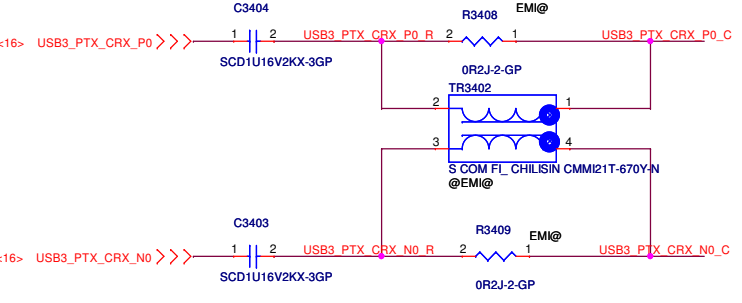 C3404 R3408 EMI@
<16> USB3_PTX_CRX_P0 1 2 USB3_PTX_CRX_P0_R 2 1 USB3_PTX_CRX_P0_C
SCD1U16V2KX-3GP 0R2J-2-GP
TR3402
2 1
3 4
S COM FI_ CHILISIN CMMI21T-670Y-N
@EMI@
C3403 R3409 EMI@
16> USB3_PTX_CRX_N0 1 2 USB3_PTX_CRX_N0_R 2 1 USB3_PTX_CRX_N0_C
SCD1U16V2KX-3GP 0R2J-2-GP